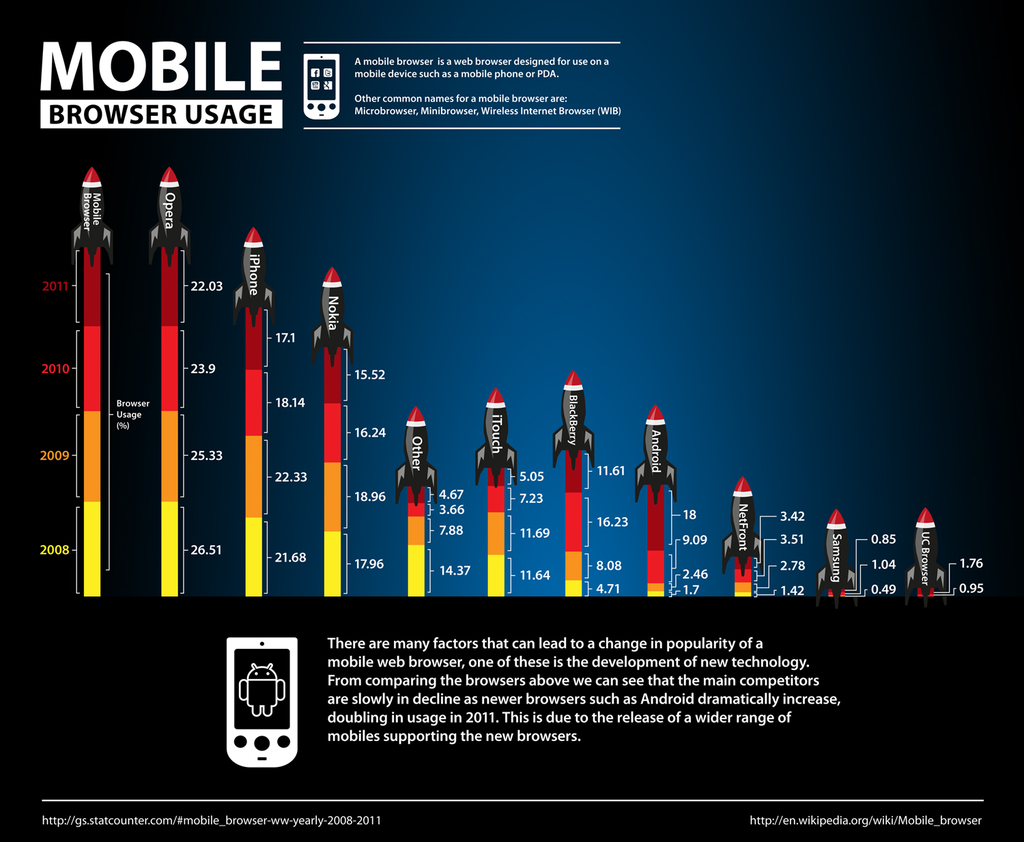 MOBILE
BROWSER USAGE
A mobile browser is a web browser designed for use on a
mobile device such as a mobile phone or PDA.
Other common names for a mobile browser are:
Microbrowser, Minibrowser, Wireless Internet Browser (WIB)
Mobile
Browser
Opera
iPhone
Nokia
Other
iTouch
BlackBerry
Android
NetFront
Samsung
UC Browser
2011
2010
2009
2008
Browser
Usage
(%)
22.03
23.9
25.33
26.51
17.1
18.14
22.33
21.68
15.52
16.24
18.96
17.96
4.67
3.66
7.88
14.37
5.05
7.23
11.69
11.64
11.61
16.23
8.08
4.71
18
9.09
2.46
1.7
3.42
3.51
2.78
1.42
0.85
1.04
0.49
1.76
0.95
There are many factors that can lead to a change in popularity of a
mobile web browser, one of these is the development of new technology.
From comparing the browsers above we can see that the main competitors
are slowly in decline as newer browsers such as Android dramatically increase,
doubling in usage in 2011. This is due to the release of a wider range of
mobiles supporting the new browsers.
http://gs.statcounter.com/#mobile_browser-ww-yearly-2008-2011
http://en.wikipedia.org/wiki/Mobile_browser